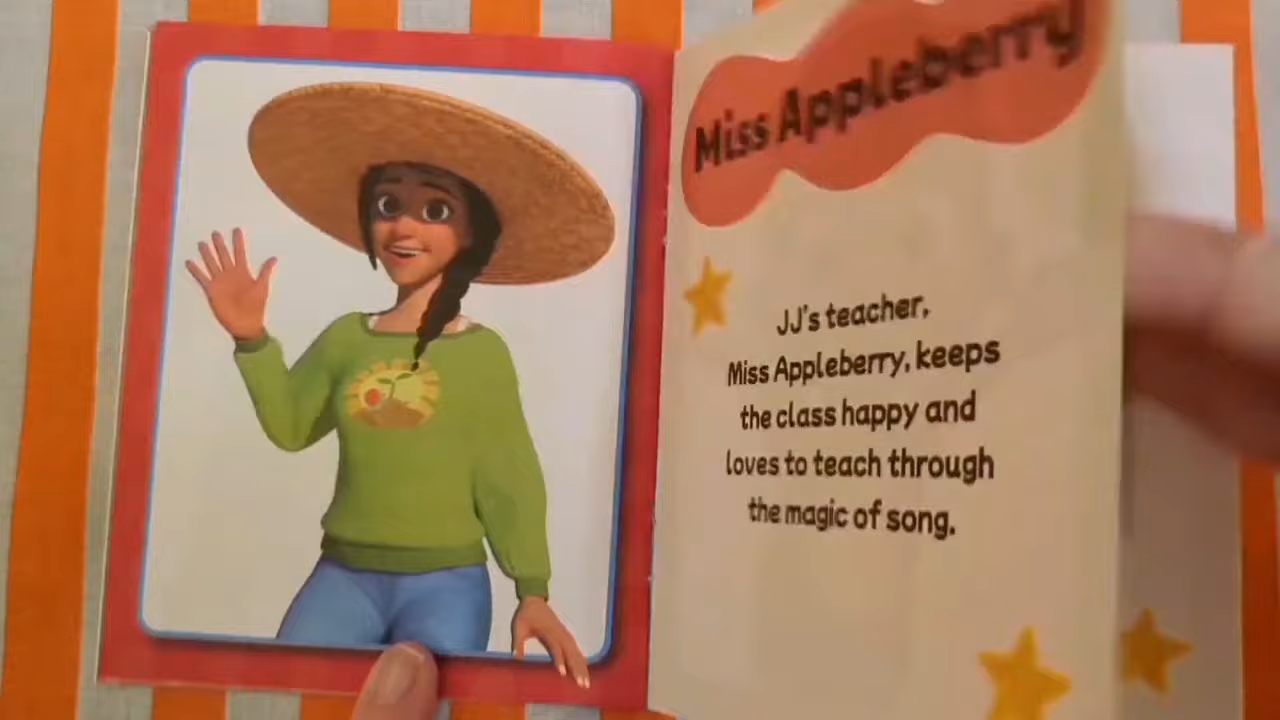 Miss Appleberry
JJ's teacher,
Miss Appleberry, keeps
the class happy and
loves to teach through
the magic of song.